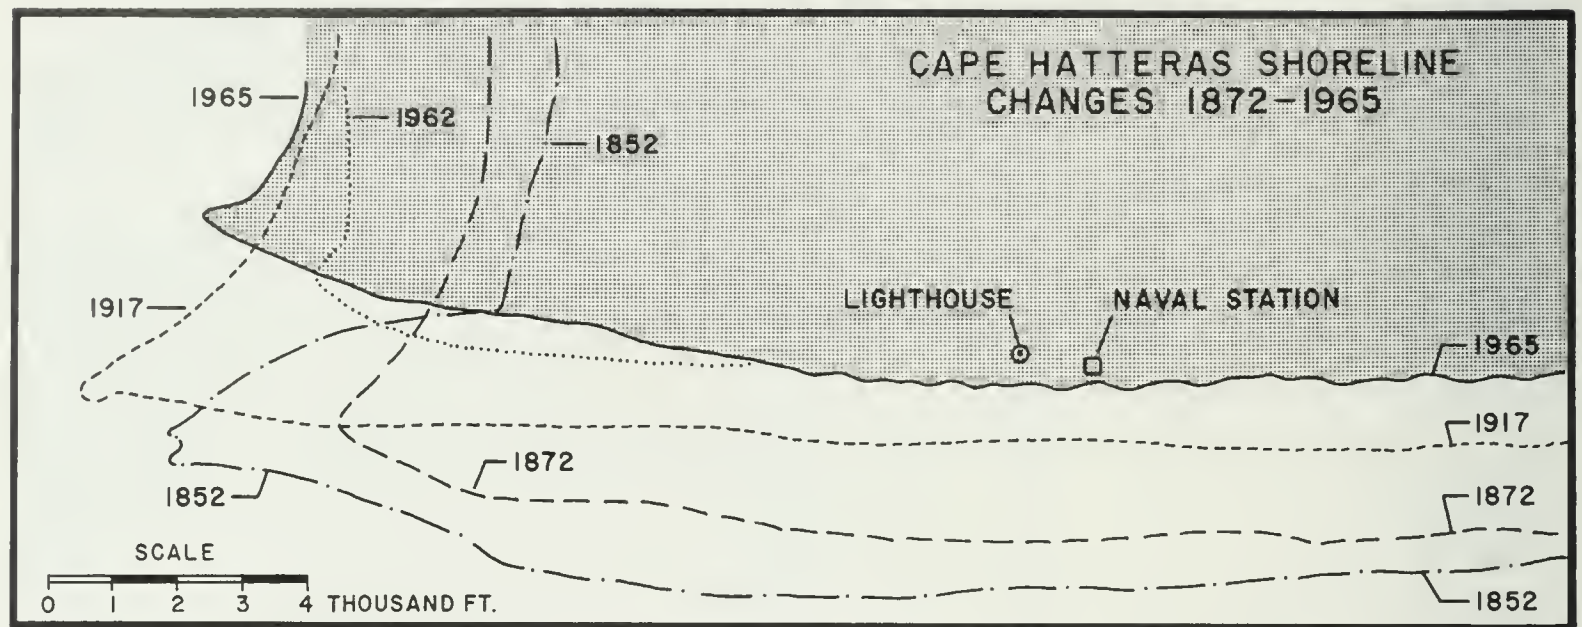 CAPE HATTERAS SHORELINE
CHANGES 1872-1965
1965
1962
1852
1917
LIGHTHOUSE
NAVAL STATION
1965
1917
1872
1852
1872
1852
SCALE
0 1 2 3 4 THOUSAND FT.